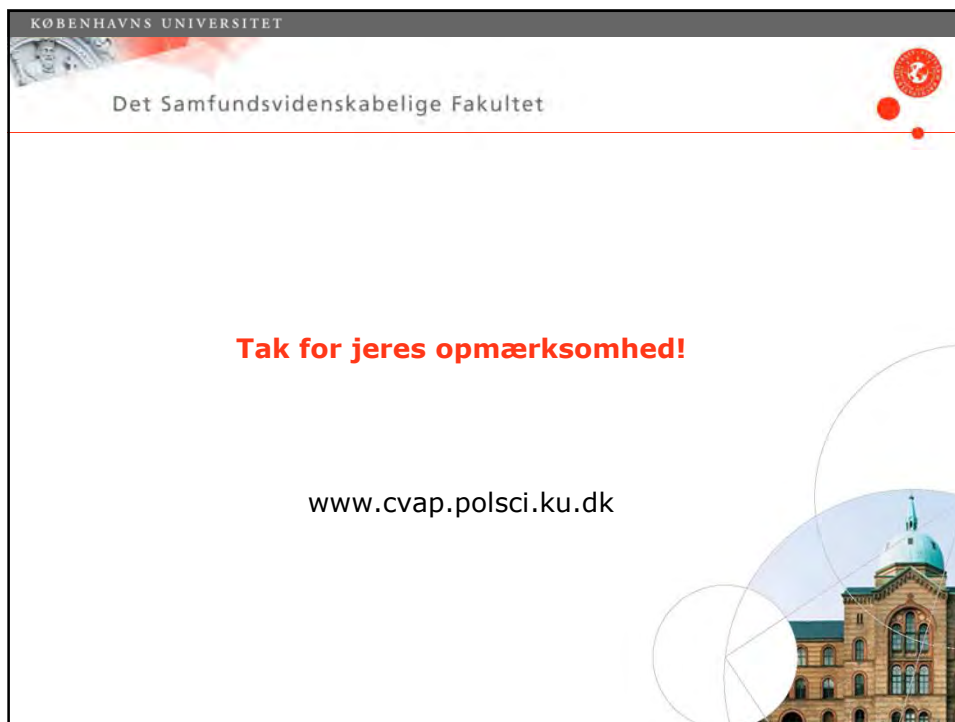 KØBENHAVNS UNIVERSITET
Det Samfundsvidenskabelige Fakultet
Tak for jeres opmærksomhed!
www.cvap.polsci.ku.dk